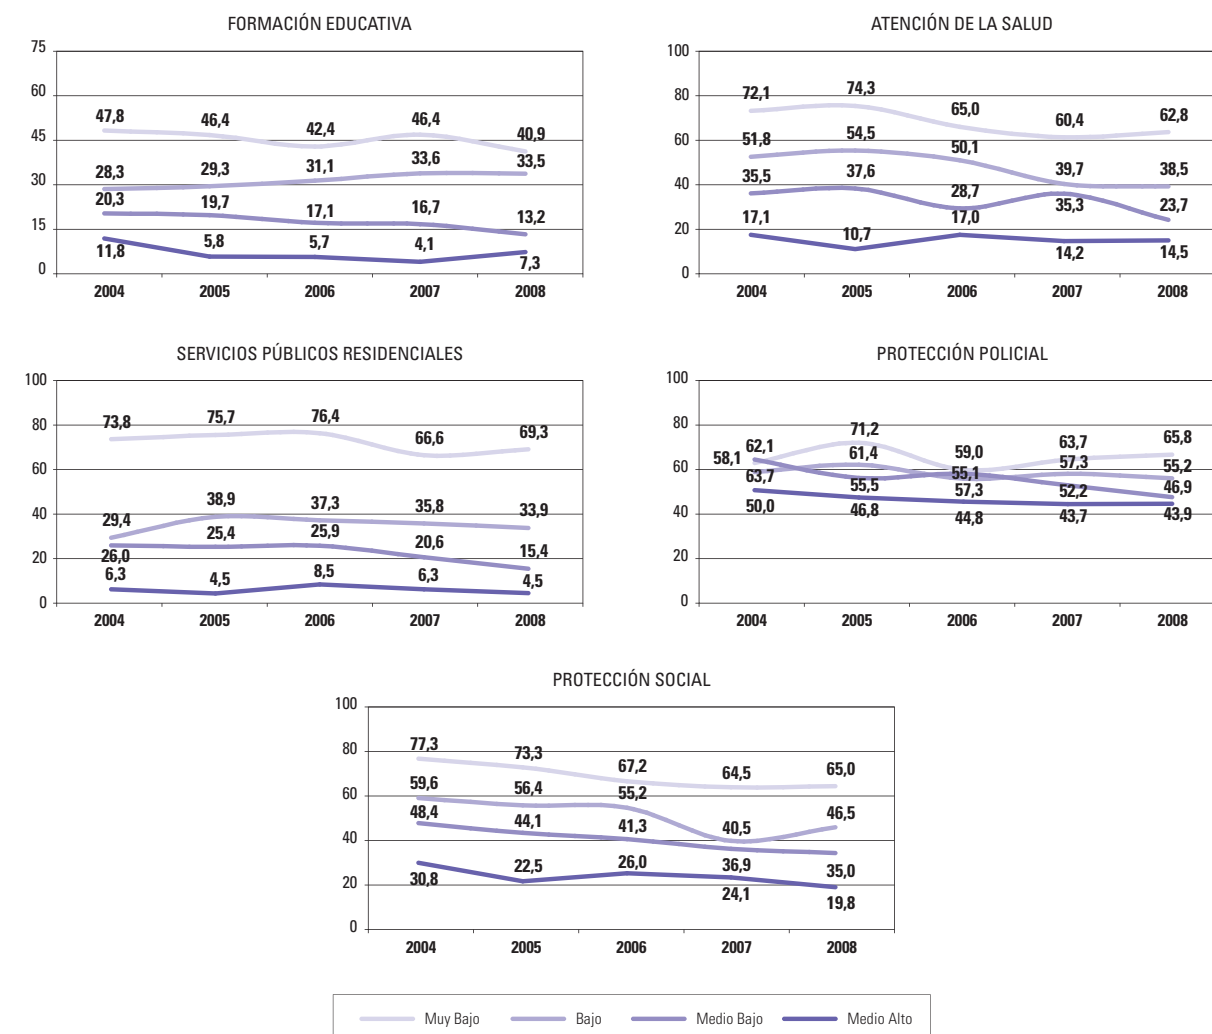 FORMACIÓN EDUCATIVA
75
60
45
30
15
0
47,8 46,4 42,4 46,4 40,9
28,3 29,3 31,1 33,6 33,5
20,3 19,7 17,1 16,7 13,2
11,8 5,8 5,7 4,1 7,3
2004 2005 2006 2007 2008
ATENCIÓN DE LA SALUD
100
80
60
40
20
0
72,1 74,3 65,0 60,4 62,8
51,8 54,5 50,1 39,7 38,5
35,5 37,6 28,7 35,3 23,7
17,1 10,7 17,0 14,2 14,5
2004 2005 2006 2007 2008
SERVICIOS PÚBLICOS RESIDENCIALES
100
80
60
40
20
0
73,8 75,7 76,4 66,6 69,3
29,4 38,9 37,3 35,8 33,9
26,0 25,4 25,9 20,6 15,4
6,3 4,5 8,5 6,3 4,5
2004 2005 2006 2007 2008
PROTECCIÓN POLICIAL
100
80
60
40
20
0
62,1 71,2 59,0 63,7 65,8
58,1 61,4 55,1 57,3 55,2
63,7 55,5 57,3 52,2 46,9
50,0 46,8 44,8 43,7 43,9
2004 2005 2006 2007 2008
PROTECCIÓN SOCIAL
100
80
60
40
20
0
77,3 73,3 67,2 64,5 65,0
59,6 56,4 55,2 40,5 46,5
48,4 44,1 41,3 36,9 35,0
30,8 22,5 26,0 24,1 19,8
2004 2005 2006 2007 2008
Muy Bajo Bajo Medio Bajo Medio Alto